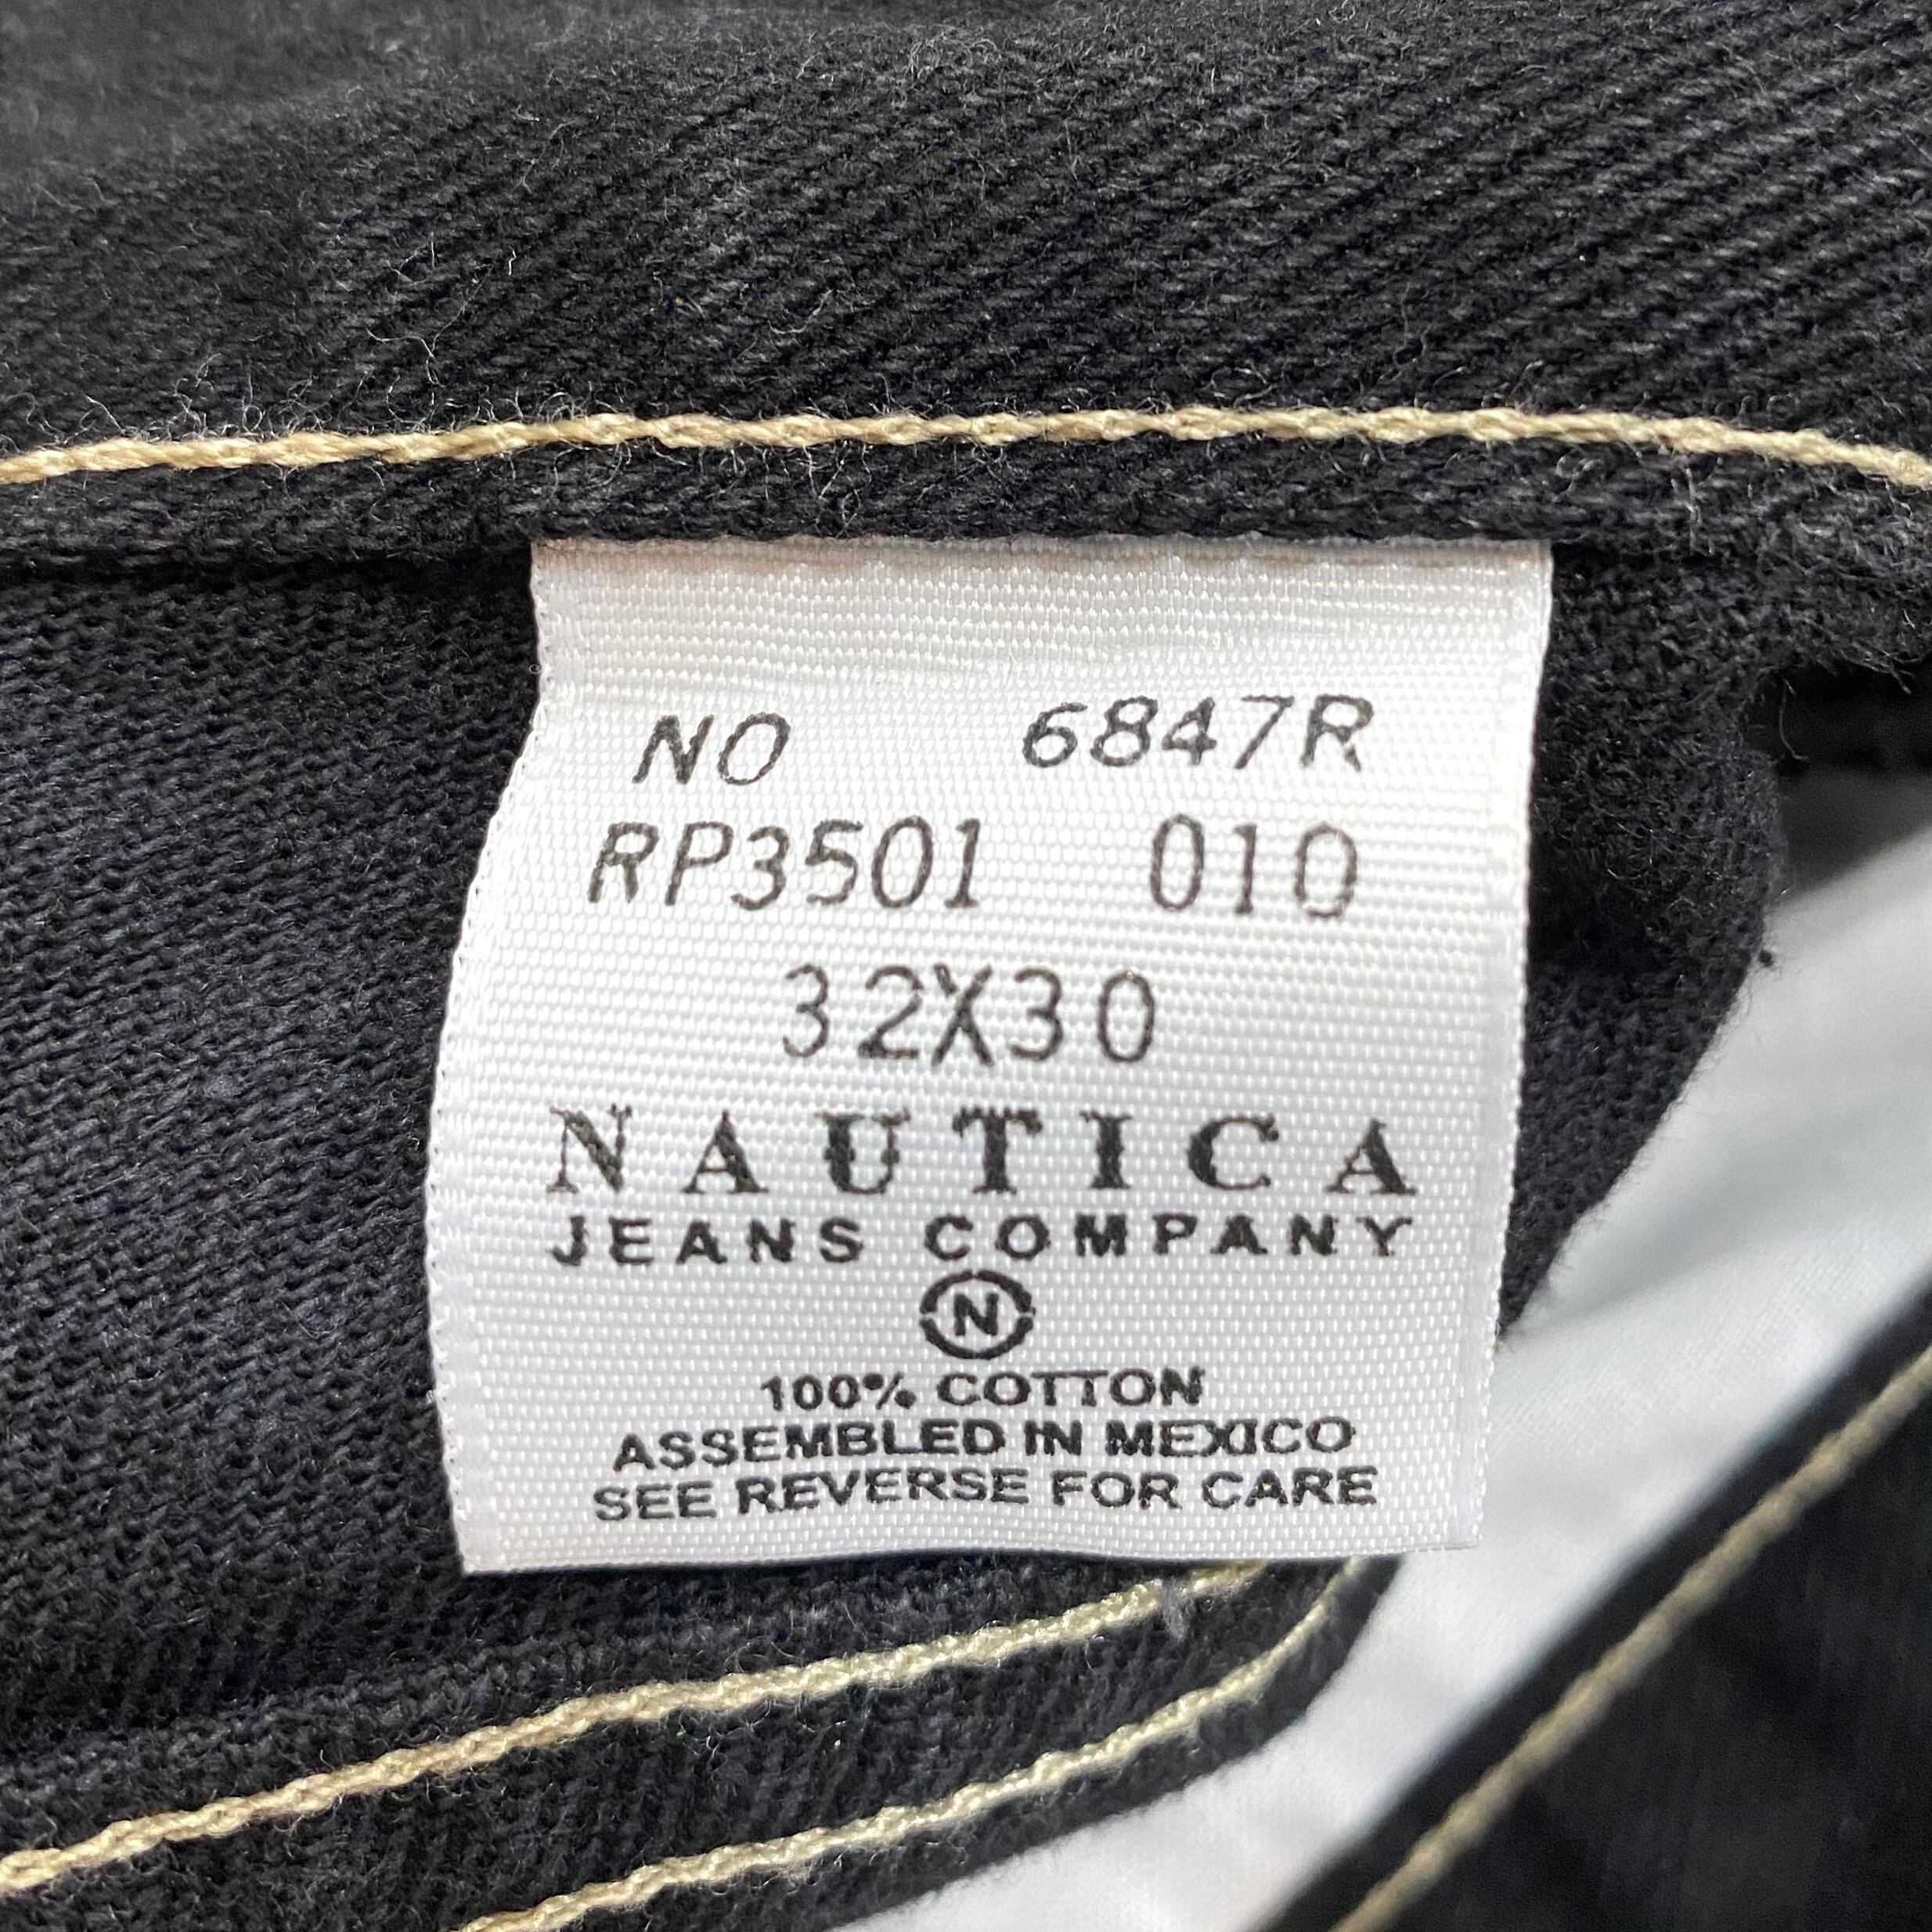 NO 6847R
RP3501 010
32X30
NAUTICA
JEANS COMPANY
N
100% COTTON
ASSEMBLED IN MEXICO
SEE REVERSE FOR CARE